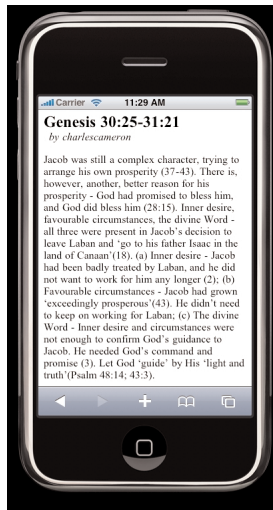 Carrier 11:29 AM
Genesis 30:25-31:21
by charlescameron
Jacob was still a complex character, trying to
arrange his own prosperity (37-43). There is,
however, another, better reason for his
prosperity - God had promised to bless him,
and God did bless him (28:15). Inner desire,
favourable circumstances, the divine Word -
all three were present in Jacob's decision to
leave Laban and ‘go to his father Isaac in the
land of Canaan’(18). (a) Inner desire - Jacob
had been badly treated by Laban, and he did
not want to work for him any longer (2); (b)
Favourable circumstances - Jacob had grown
‘exceedingly prosperous’(43). He didn’t need
to keep on working for Laban; (c) The divine
Word - Inner desire and circumstances were
not enough to confirm God’s guidance to
Jacob. He needed God’s command and
promise (3). Let God ‘guide’ by His ‘light and
truth’(Psalm 48:14; 43:3).